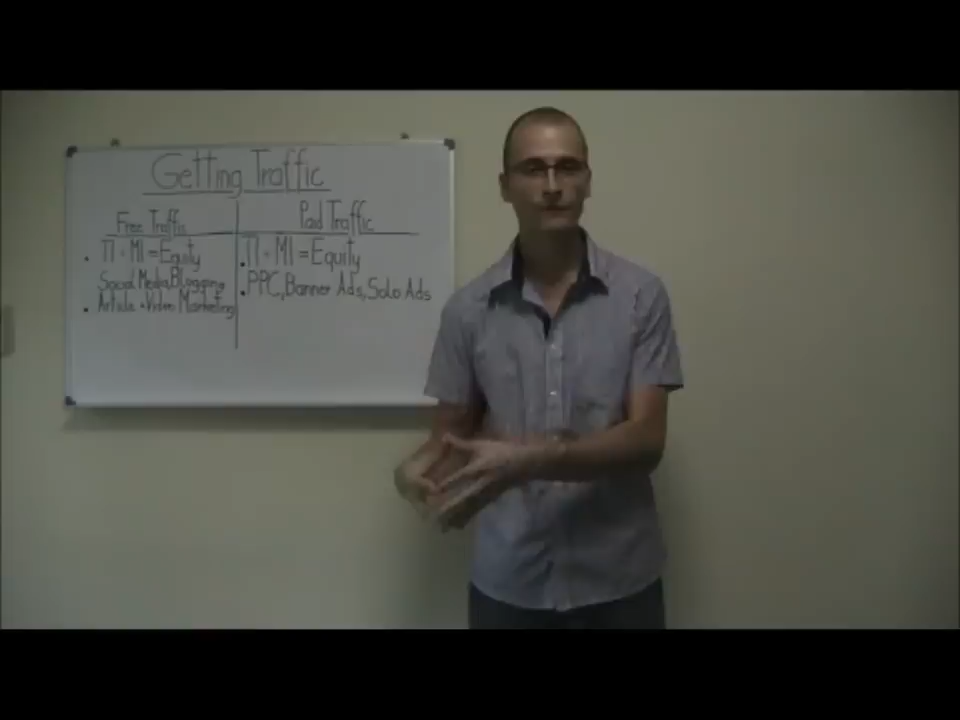 Getting Traffic
Free Traffic
TI + MI = Equity
Social Media, Blogging
Article + Video Marketing
Paid Traffic
TI + MI = Equity
PPC, Banner Ads, Solo Ads